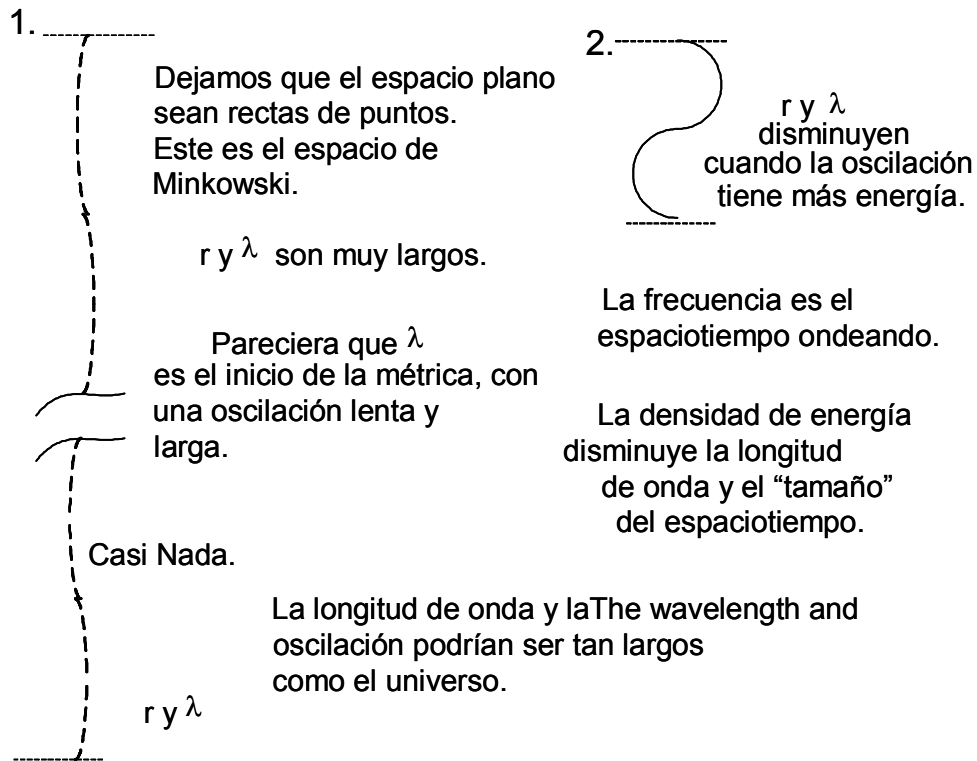 1.
Dejamos que el espacio plano
sean rectas de puntos.
Este es el espacio de
Minkowski.
r y λ son muy largos.
Pareciera que λ
es el inicio de la métrica, con
una oscilación lenta y
larga.
Casi Nada.
La longitud de onda y laThe wavelength and
oscilación podrían ser tan largos
como el universo.
r y λ
2.
r y λ
disminuyen
cuando la oscilación
tiene más energía.
La frecuencia es el
espaciotiempo ondeando.
La densidad de energía
disminuye la longitud
de onda y el “tamaño”
del espaciotiempo.